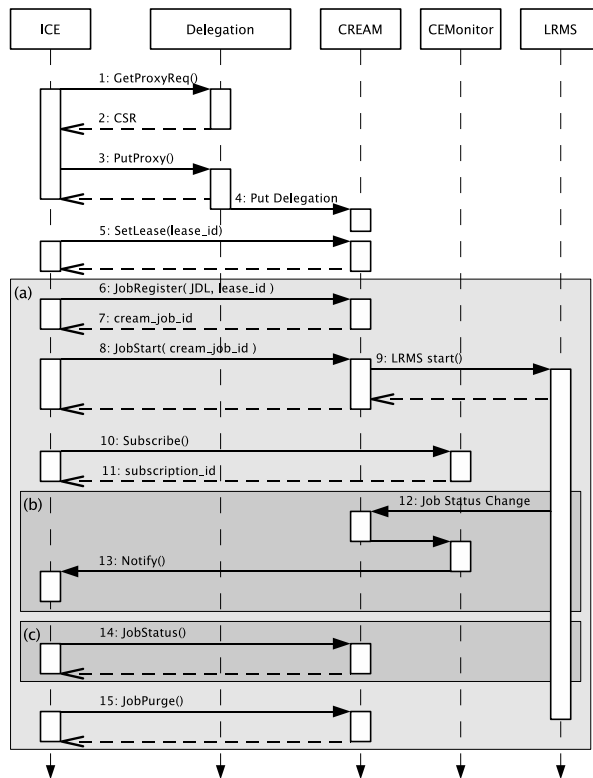 ICE Delegation CREAM CEMonitor LRMS
1: GetProxyReq()
2: CSR
3: PutProxy()
4: Put Delegation
5: SetLease(lease_id)
(a)
6: JobRegister( JDL, lease_id )
7: cream_job_id
8: JobStart( cream_job_id )
9: LRMS start()
10: Subscribe()
11: subscription_id
(b)
12: Job Status Change
13: Notify()
(c)
14: JobStatus()
15: JobPurge()